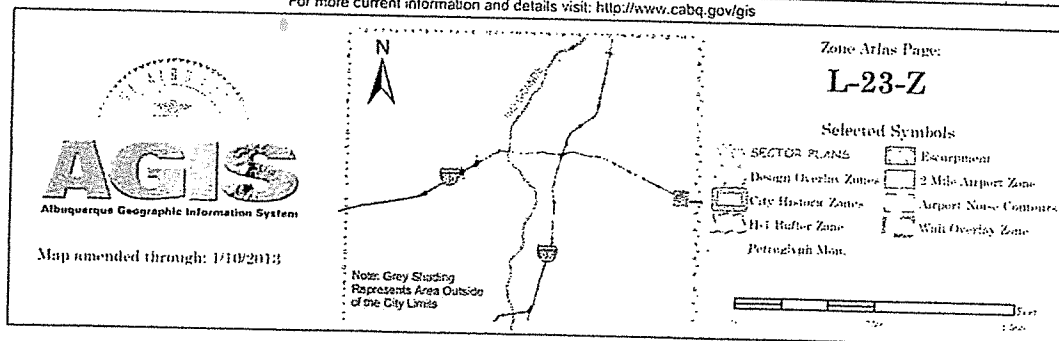 For more current information and details visit: http://www.cabq.gov/gis
AGIS
Albuquerque Geographic Information System
Map amended through: 1/10/2013
N
Note: Grey Shading
Represents Area Outside
of the City Limits
Zone Atlas Page:
L-23-Z
Selected Symbols
SECTOR PLANS
Design Overlay Zones
City Historic Zones
H-1 Buffer Zone
Petroglyph Mon.
Escarpment
2 Mile Airport Zone
Airport Noise Contours
Wall Overlay Zone
Feet
0
750